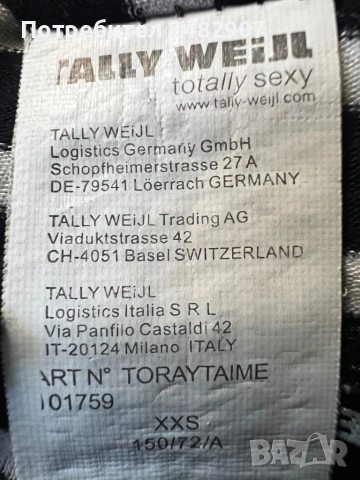 Потребител
TALLY WEiJL
totally sexy
www.tally-weijl.com
TALLY WEiJL
Logistics Germany GmbH
Schopfheimerstrasse 27A
DE-79541 Löerrach GERMANY
TALLY WEiJL Trading AG
Viaduktstrasse 42
CH-4051 Basel SWITZERLAND
TALLY WEiJL
Logistics Italia S R L
Via Panfilo Castaldi 42
IT-20124 Milano ITALY
ART N° TORAYTAIME
01759
XXS
150/72/A
bazar